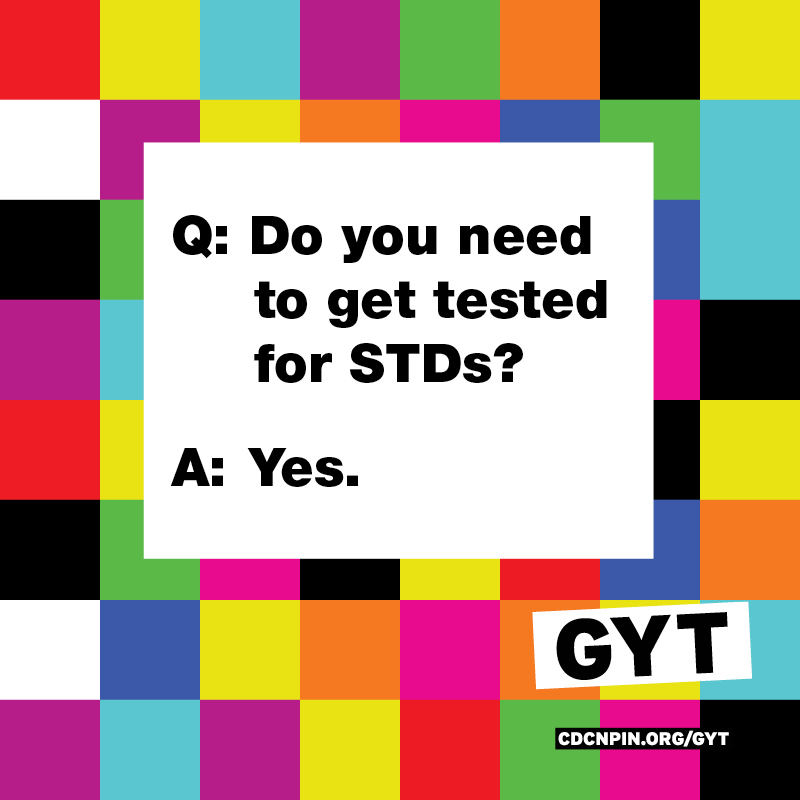 Q: Do you need
to get tested
for STDs?
A: Yes.
GYT
CDCNPIN.ORG/GYT